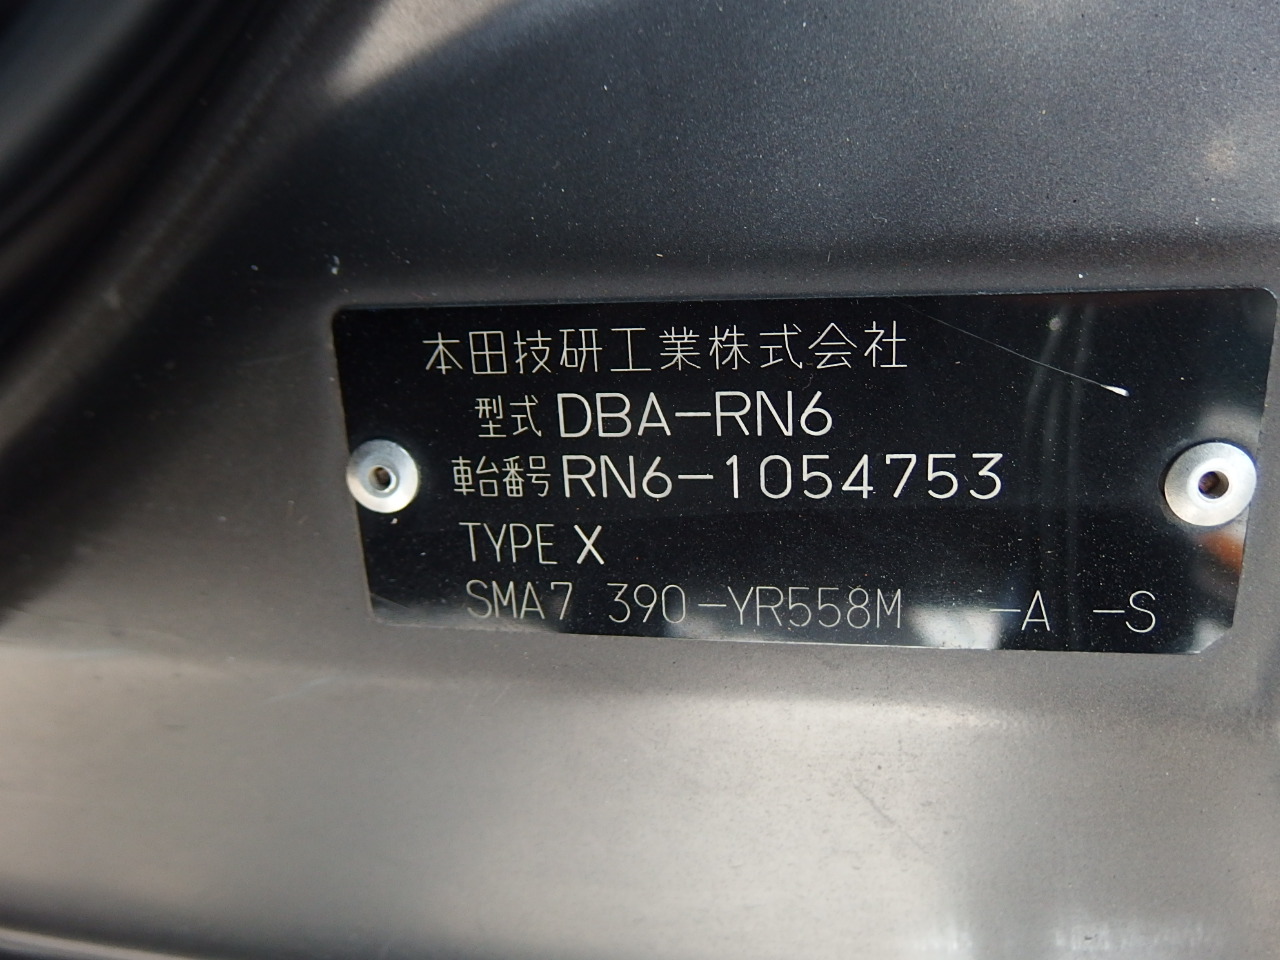 本田技研工業株式会社
型式 DBA-RN6
車台番号 RN6-1054753
TYPE X
SMA7 390-YR558M -A -S